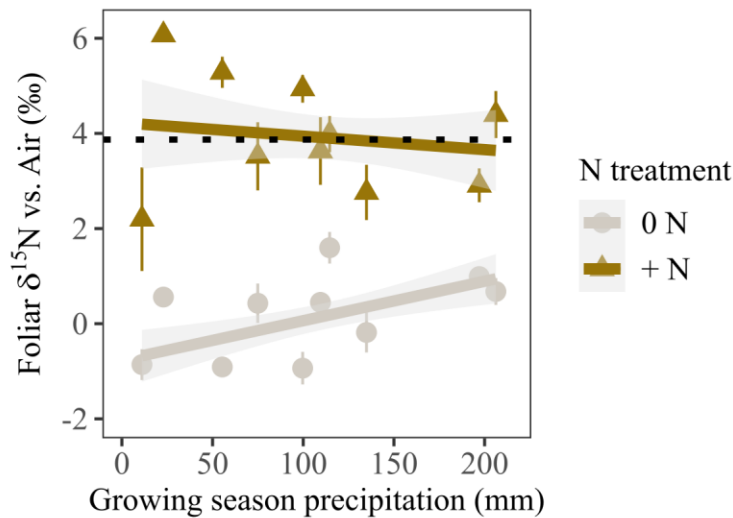 Foliar δ¹⁵N vs. Air (‰)
6
4
2
0
-2
0 50 100 150 200
Growing season precipitation (mm)
N treatment
0 N
+ N